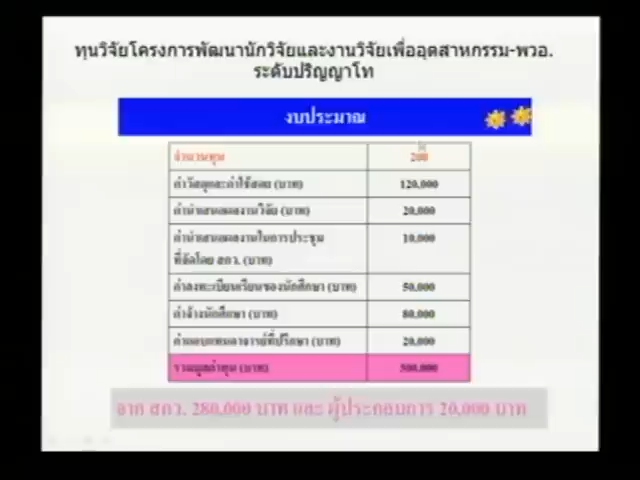 ทุนวิจัยโครงการพัฒนานักวิจัยและงานวิจัยเพื่ออุตสาหกรรม-พวอ.
ระดับปริญญาโท
งบประมาณ
จำนวนทุน 200
ค่าวัสดุและค่าใช้สอย (บาท) 120,000
ค่านำเสนอผลงานวิจัย (บาท) 20,000
ค่านำเสนอผลงานในการประชุม 10,000
ที่จัดโดย สกว. (บาท)
ค่าลงทะเบียนเรียนของนักศึกษา (บาท) 50,000
ค่าจ้างนักศึกษา (บาท) 80,000
ค่าตอบแทนอาจารย์ที่ปรึกษา (บาท) 20,000
รวมมูลค่าทุน (บาท) 300,000
จาก สกว. 280,000 บาท และ ผู้ประกอบการ 20,000 บาท